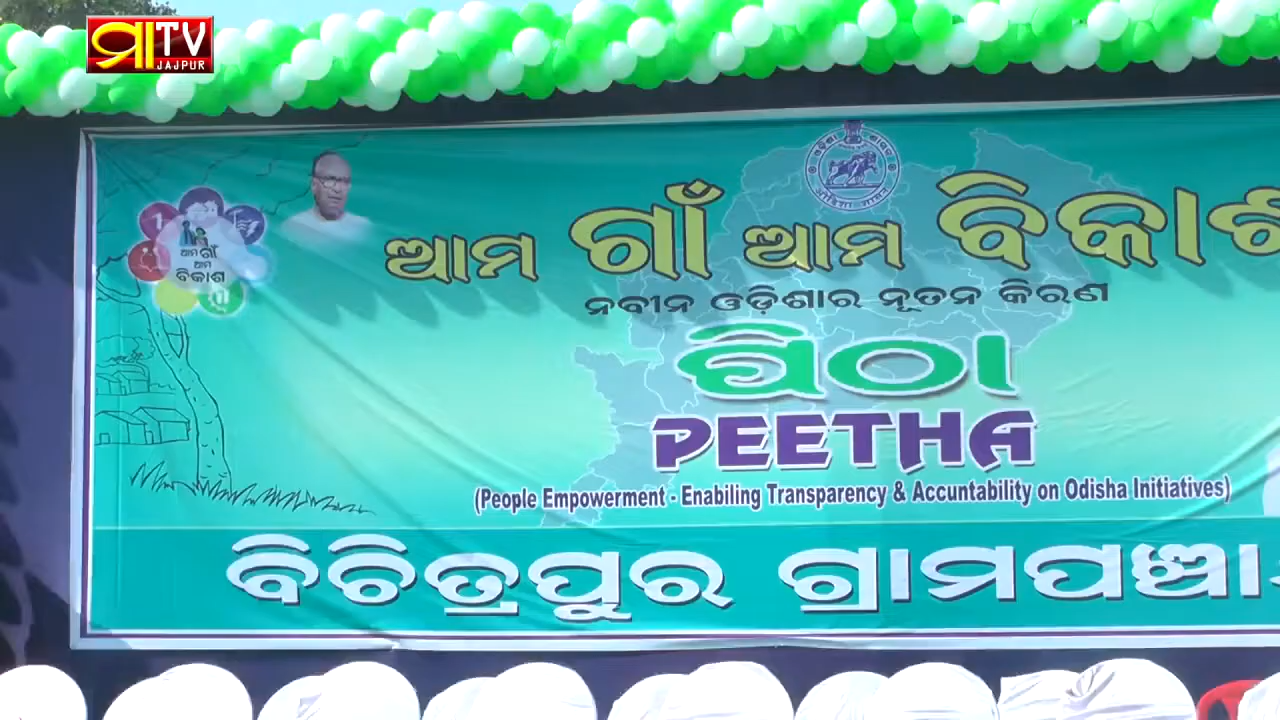 ମାTV
JAJPUR
ଆମ ଗାଁ ଆମ ବିକାଶ
ଆମ ଗାଁ
ଆମ
ବିକାଶ
ନବୀନ ଓଡ଼ିଶାର ନୂତନ କିରଣ
ପିଠା
PEETHA
(People Empowerment - Enabiling Transparency & Accuntability on Odisha Initiatives)
ବିଚିତ୍ରପୁର ଗ୍ରାମପଞ୍ଚା